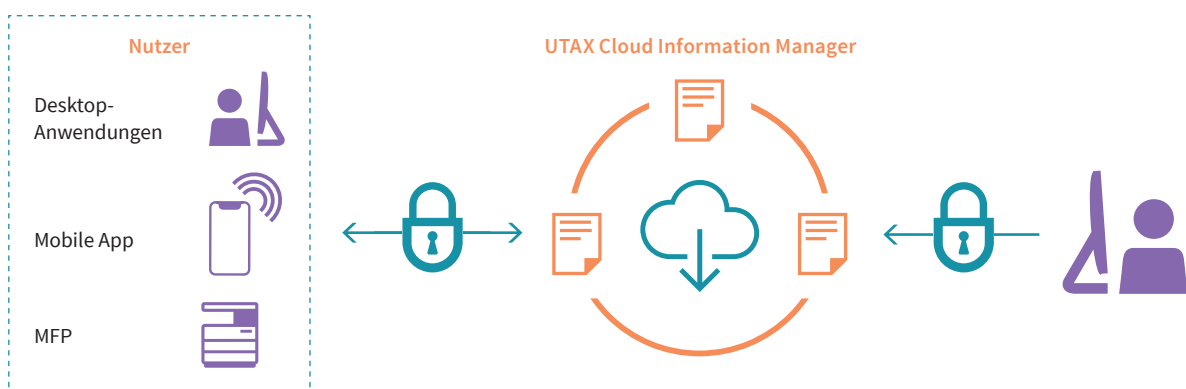 Nutzer
Desktop-
Anwendungen
Mobile App
MFP
UTAX Cloud Information Manager